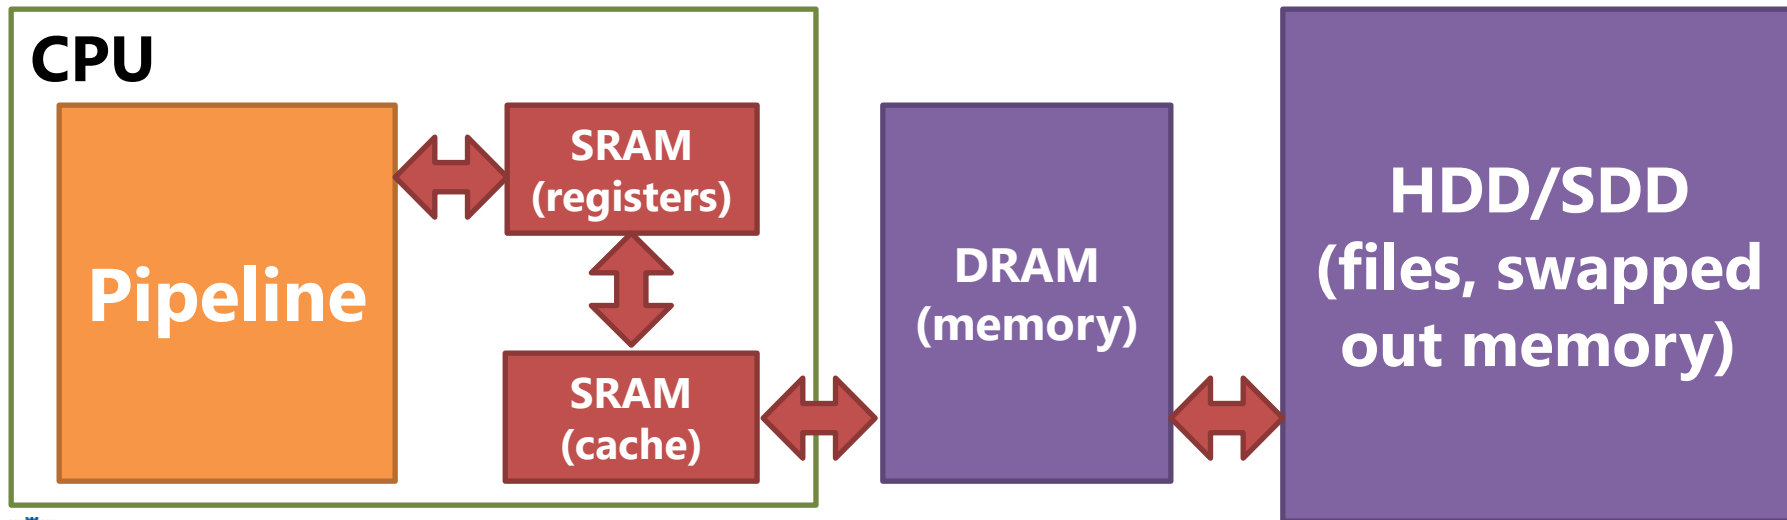 CPU
Pipeline
SRAM
(registers)
SRAM
(cache)
DRAM
(memory)
HDD/SDD
(files, swapped
out memory)